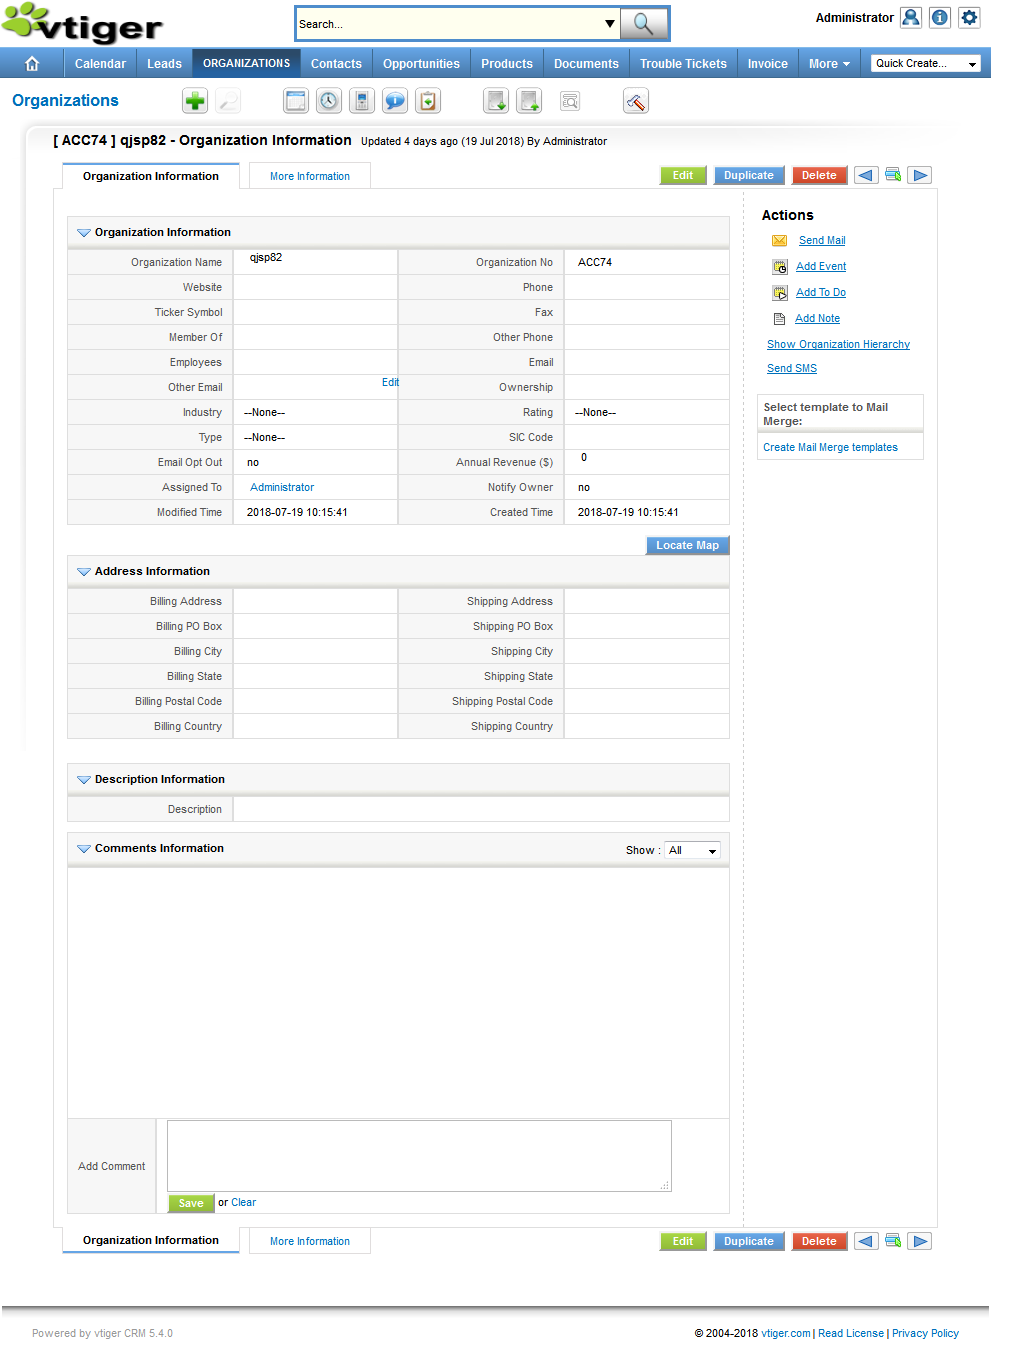 vtiger
Search...
Administrator
Calendar Leads ORGANIZATIONS Contacts Opportunities Products Documents Trouble Tickets Invoice More Quick Create...
Organizations
[ ACC74 ] qjsp82 - Organization Information Updated 4 days ago (19 Jul 2018) By Administrator
Organization Information More Information Edit Duplicate Delete
Organization Information
Organization Name qjsp82 Organization No ACC74
Website Phone
Ticker Symbol Fax
Member Of Other Phone
Employees Email
Other Email Edit Ownership
Industry --None-- Rating --None--
Type --None-- SIC Code
Email Opt Out no Annual Revenue ($) 0
Assigned To Administrator Notify Owner no
Modified Time 2018-07-19 10:15:41 Created Time 2018-07-19 10:15:41
Locate Map
Address Information
Billing Address Shipping Address
Billing PO Box Shipping PO Box
Billing City Shipping City
Billing State Shipping State
Billing Postal Code Shipping Postal Code
Billing Country Shipping Country
Description Information
Description
Comments Information Show : All
Add Comment
Save or Clear
Actions
Send Mail
Add Event
Add To Do
Add Note
Show Organization Hierarchy
Send SMS
Select template to Mail
Merge:
Create Mail Merge templates
Organization Information More Information Edit Duplicate Delete
Powered by vtiger CRM 5.4.0 © 2004-2018 vtiger.com | Read License | Privacy Policy